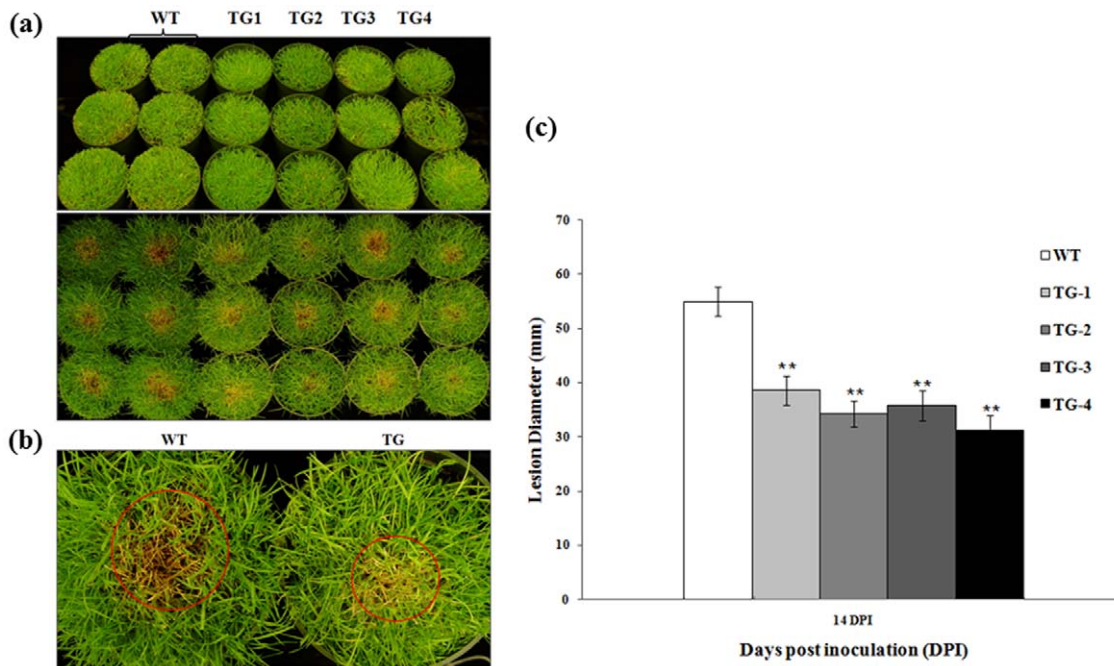 (a)
WT TG1 TG2 TG3 TG4
(b)
WT TG
(c)
Lesion Diameter (mm)
70
60
50
40
30
20
10
0
**
**
**
**
WT
TG-1
TG-2
TG-3
TG-4
14 DPI
Days post inoculation (DPI)